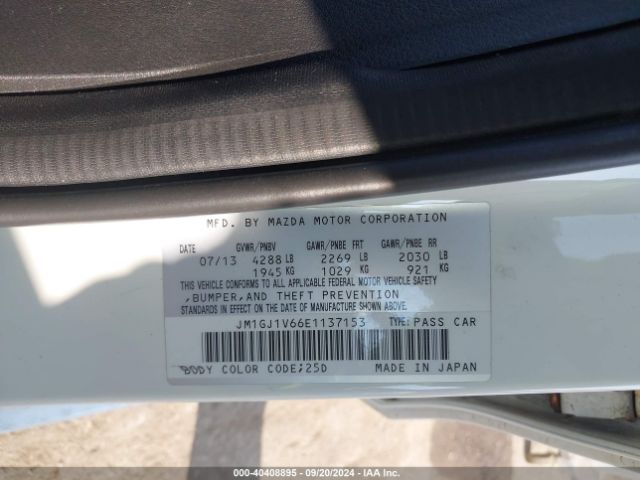 MFD. BY MAZDA MOTOR CORPORATION
DATE GVWR/PNBV GAWR/PNBE FRT GAWR/PNBE RR
07/13 4288 LB 2269 LB 2030 LB
1945 KG 1029 KG 921 KG
THIS VEHICLE CONFORMS TO ALL APPLICABLE FEDERAL MOTOR VEHICLE SAFETY
,BUMPER,AND THEFT PREVENTION
STANDARDS IN EFFECT ON THE DATE OF MANUFACTURE SHOWN ABOVE.
JM1GJ1V66E1137153 TYPE:PASS CAR
BODY COLOR CODE;25D MADE IN JAPAN
000-40408895 - 09/20/2024 - IAA Inc.